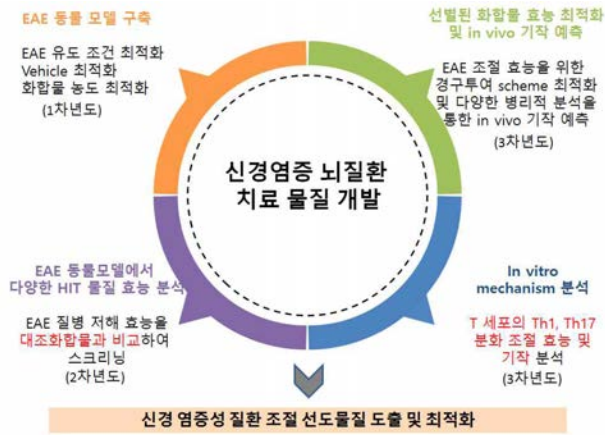 EAE 동물 모델 구축
EAE 유도 조건 최적화
Vehicle 최적화
화합물 농도 최적화
(1차년도)
선별된 화합물 효능 최적화
및 in vivo 기작 예측
EAE 조절 효능을 위한
경구투여 scheme 최적화
및 다양한 병리적 분석을
통한 in vivo 기작 예측
(3차년도)
신경염증 뇌질환
치료 물질 개발
EAE 동물모델에서
다양한 HIT 물질 효능 분석
EAE 질병 저해 효능을
대조화합물과 비교하여
스크리닝
(2차년도)
In vitro
mechanism 분석
T 세포의 Th1, Th17
분화 조절 효능 및
기작 분석
(3차년도)
신경 염증성 질환 조절 선도물질 도출 및 최적화